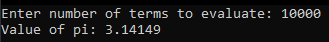 Enter number of terms to evaluate: 10000
Value of pi: 3.14149